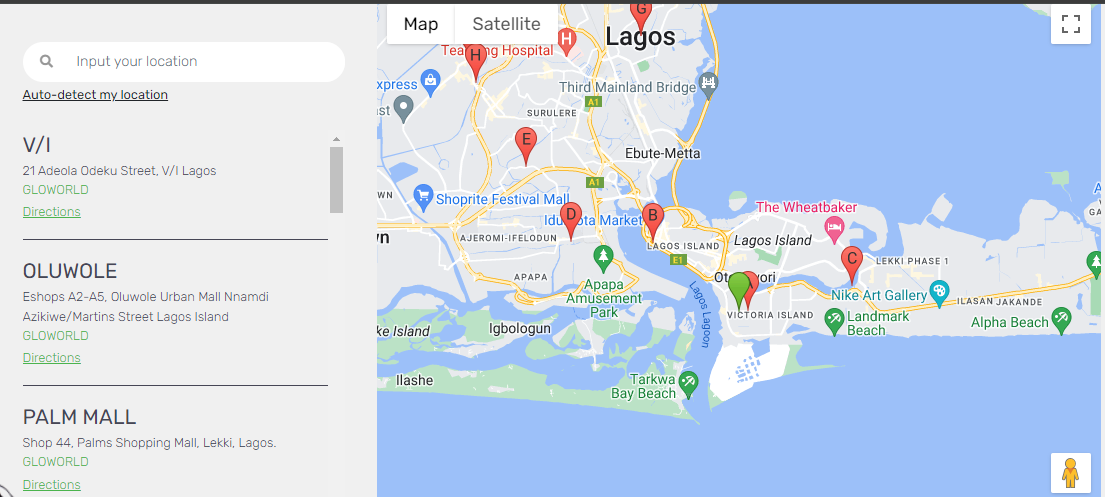 Input your location
Auto-detect my location
V/I
21 Adeola Odeku Street, V/I Lagos
GLOWORLD
Directions
OLUWOLE
Eshops A2-A5, Oluwole Urban Mall Nnamdi
Azikiwe/Martins Street Lagos Island
GLOWORLD
Directions
PALM MALL
Shop 44, Palms Shopping Mall, Lekki, Lagos.
GLOWORLD
Directions
Map
Satellite
G
Lagos
H
Hospital
H
xpress
Third Mainland Bridge
st
A1
SURULERE
E
Ebute-Metta
A1
WN
Shoprite Festival Mall
The Wheatbaker
GA
D
Market
B
wn
AJEROMI-IFELODUN
LAGOS ISLAND
Lagos Island
E1
C
LEKKI PHASE 1
APAPA
Apapa
Amusement
Park
Lagos Lagoon
Nike Art Gallery
ILASAN
JAKANDE
VICTORIA ISLAND
Landmark
Beach
Alpha Beach
ke Island
Igbologun
Ilashe
Tarkwa
Bay Beach